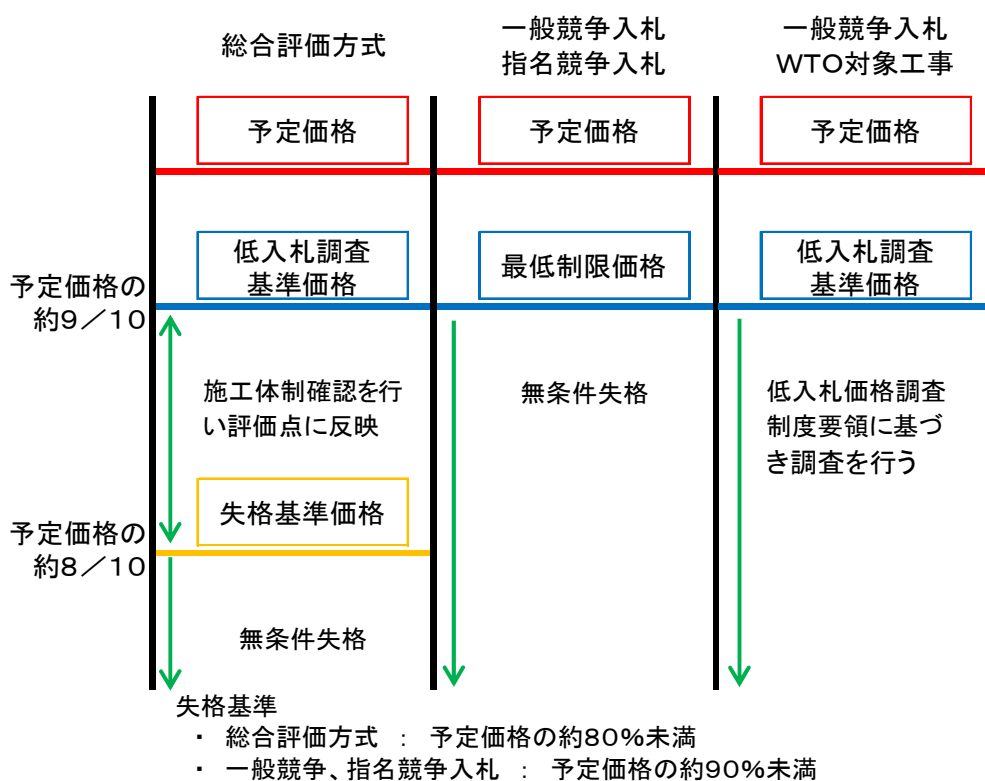 総合評価方式
一般競争入札
指名競争入札
一般競争入札
WTO対象工事
予定価格
予定価格
予定価格
低入札調査
基準価格
最低制限価格
低入札調査
基準価格
予定価格の
約9/10
施工体制確認を行
い評価点に反映
無条件失格
低入札価格調査
制度要領に基づ
き調査を行う
失格基準価格
予定価格の
約8/10
無条件失格
失格基準
・ 総合評価方式 : 予定価格の約80%未満
・ 一般競争、指名競争入札 : 予定価格の約90%未満